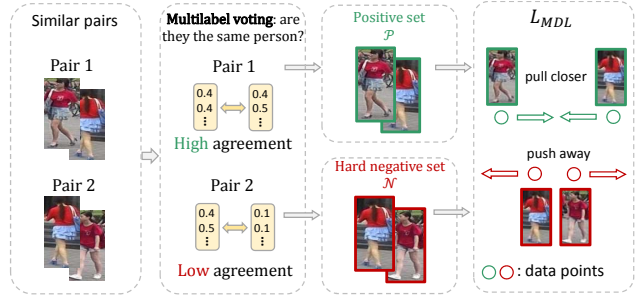 Similar pairs
Pair 1
Pair 2
Multilabel voting: are
they the same person?
Pair 1
0.4
0.4
⋮
0.4
0.5
⋮
High agreement
Pair 2
0.4
0.5
⋮
0.1
0.1
⋮
Low agreement
Positive set
𝒫
Hard negative set
𝒩
L_MDL
pull closer
push away
: data points